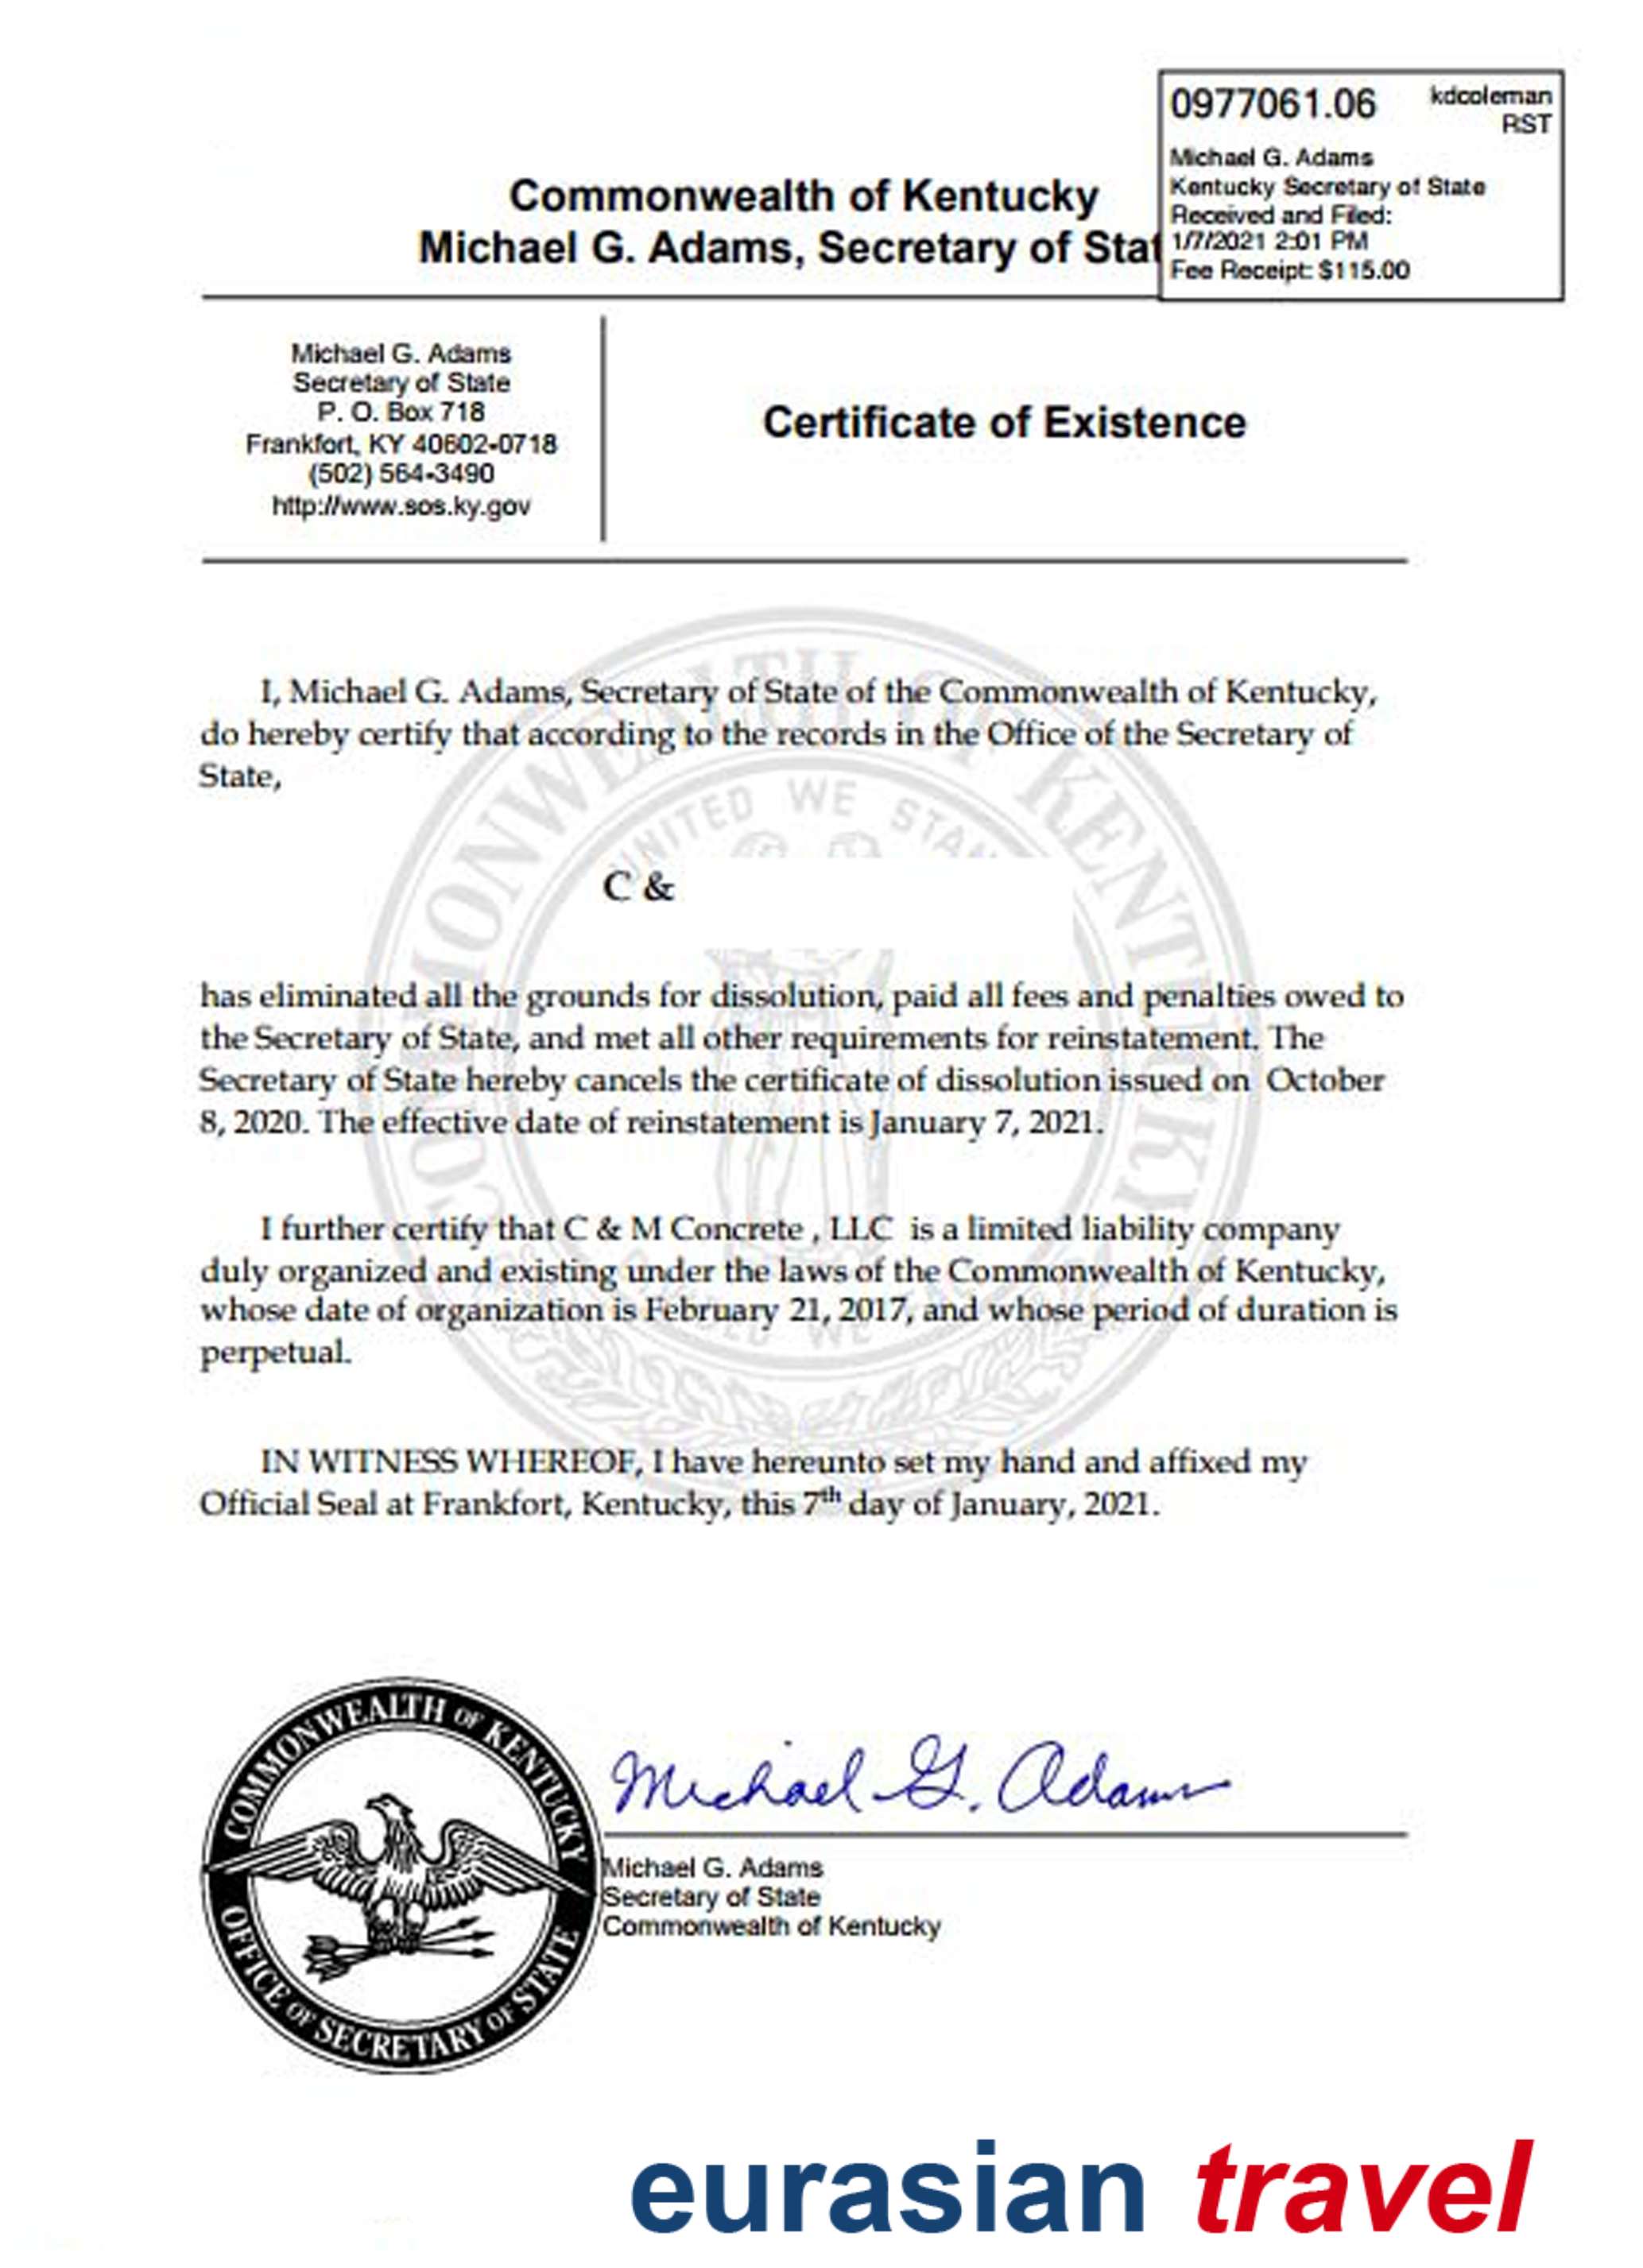 0977061.06
kdcoleman
RST
Michael G. Adams
Kentucky Secretary of State
Received and Filed:
1/7/2021 2:01 PM
Fee Receipt: $115.00
Commonwealth of Kentucky
Michael G. Adams, Secretary of Stat
Michael G. Adams
Secretary of State
P. O. Box 718
Frankfort, KY 40602-0718
(502) 564-3490
http://www.sos.ky.gov
Certificate of Existence
I, Michael G. Adams, Secretary of State of the Commonwealth of Kentucky,
do hereby certify that according to the records in the Office of the Secretary of
State,
C &
has eliminated all the grounds for dissolution, paid all fees and penalties owed to
the Secretary of State, and met all other requirements for reinstatement. The
Secretary of State hereby cancels the certificate of dissolution issued on October
8, 2020. The effective date of reinstatement is January 7, 2021.
I further certify that C & M Concrete , LLC is a limited liability company
duly organized and existing under the laws of the Commonwealth of Kentucky,
whose date of organization is February 21, 2017, and whose period of duration is
perpetual.
IN WITNESS WHEREOF, I have hereunto set my hand and affixed my
Official Seal at Frankfort, Kentucky, this 7th day of January, 2021.
COMMONWEALTH OF KENTUCKY
UNITED WE STAN
COMMONWEALTH OF KENTUCKY
OFFICE OF SECRETARY OF STATE
Michael G. Adams
Michael G. Adams
Secretary of State
Commonwealth of Kentucky
eurasian travel